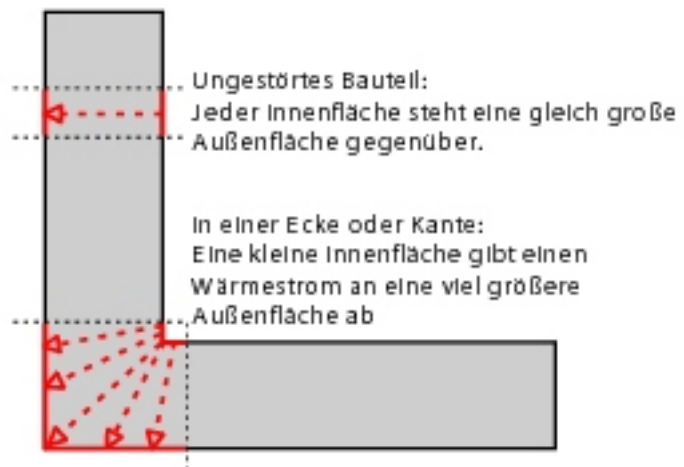 Ungestörtes Bauteil:
Jeder Innenfläche steht eine gleich große
Außenfläche gegenüber.
In einer Ecke oder Kante:
Eine kleine Innenfläche gibt einen
Wärmestrom an eine viel größere
Außenfläche ab